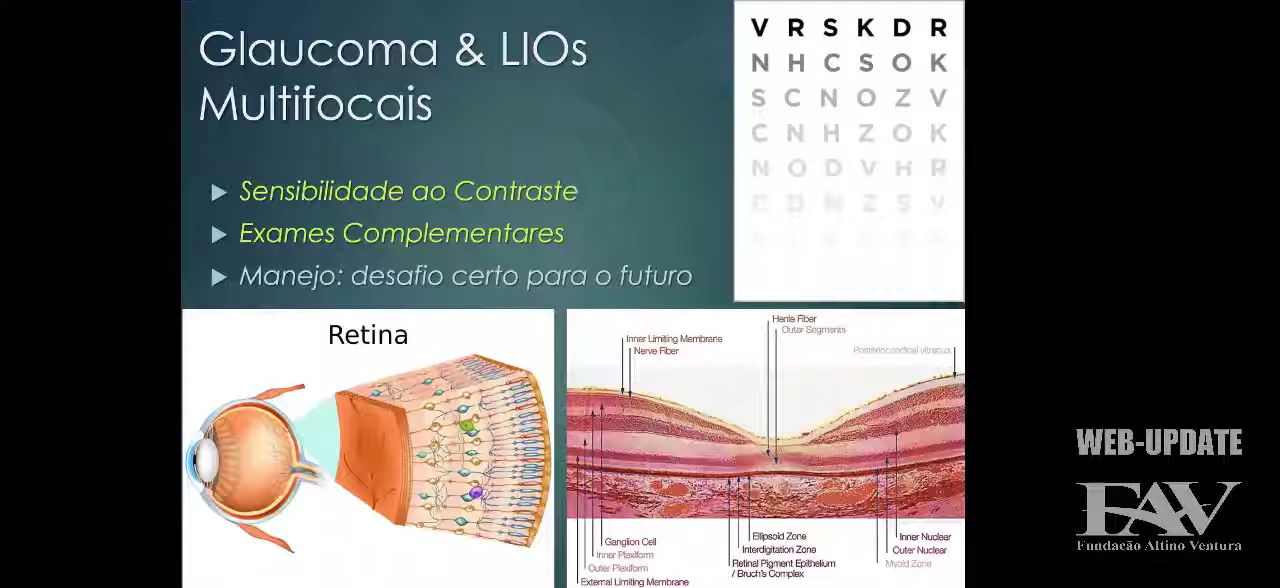 Glaucoma & LIOs
Multifocais
Sensibilidade ao Contraste
Exames Complementares
Manejo: desafio certo para o futuro
V R S K D R
N H C S O K
S C N O Z V
C N H Z O K
N O D V H R
Z S V
Retina
Henle Fiber
Outer Segments
Inner Limiting Membrane
Nerve Fiber
Posterior cortical vitreous
Ganglion Cell
Inner Plexiform
Outer Plexiform
External Limiting Membrane
Ellipsoid Zone
Interdigitation Zone
Retinal Pigment Epithelium
/ Bruch's Complex
Inner Nuclear
Outer Nuclear
Myoid Zone
WEB-UPDATE
FAV
Fundação Altino Ventura